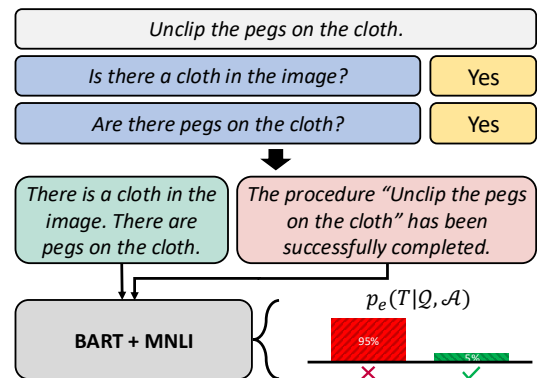 Unclip the pegs on the cloth.
Is there a cloth in the image?
Yes
Are there pegs on the cloth?
Yes
There is a cloth in the
image. There are
pegs on the cloth.
The procedure “Unclip the pegs
on the cloth” has been
successfully completed.
BART + MNLI
p_e(T|𝒬, 𝒜)
95%
5%